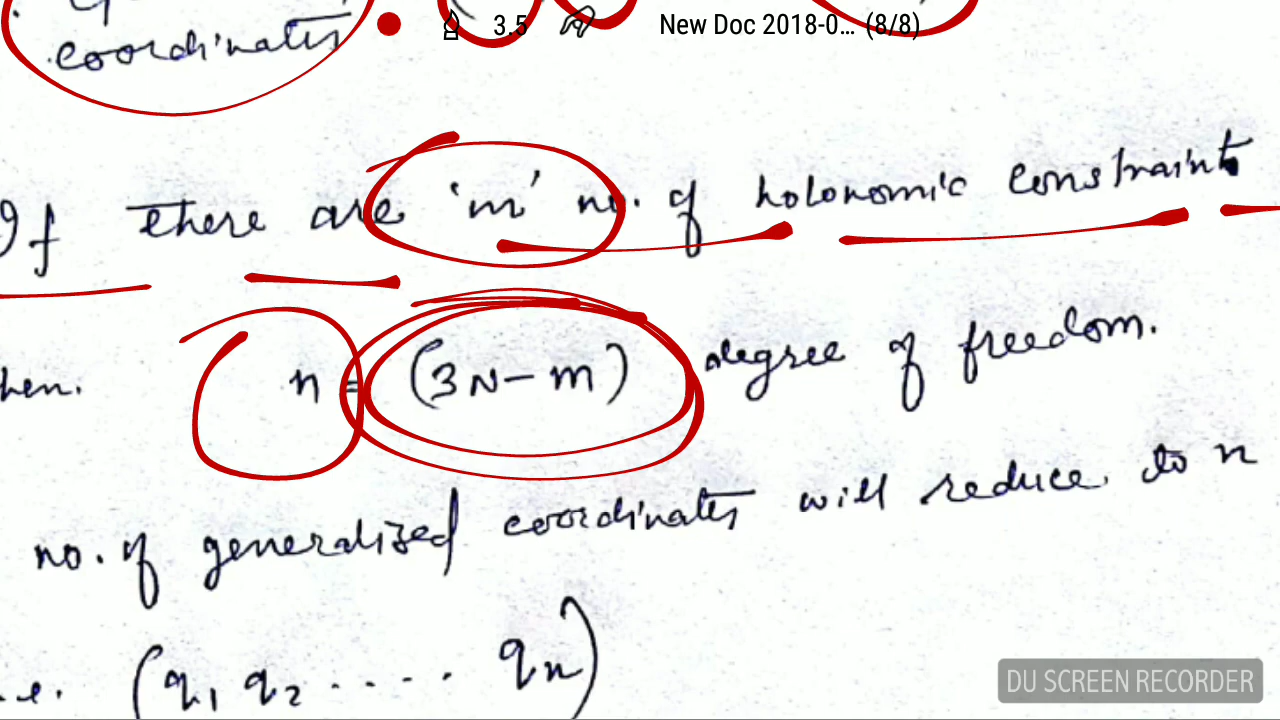 3.5 New Doc 2018-0... (8/8)
coordinates
If there are 'm' no. of holonomic constraints
hen. n = (3N-m) degree of freedom.
no. of generalized coordinates will reduce to n
.e. (q1 q2 ..... qn)
DU SCREEN RECORDER